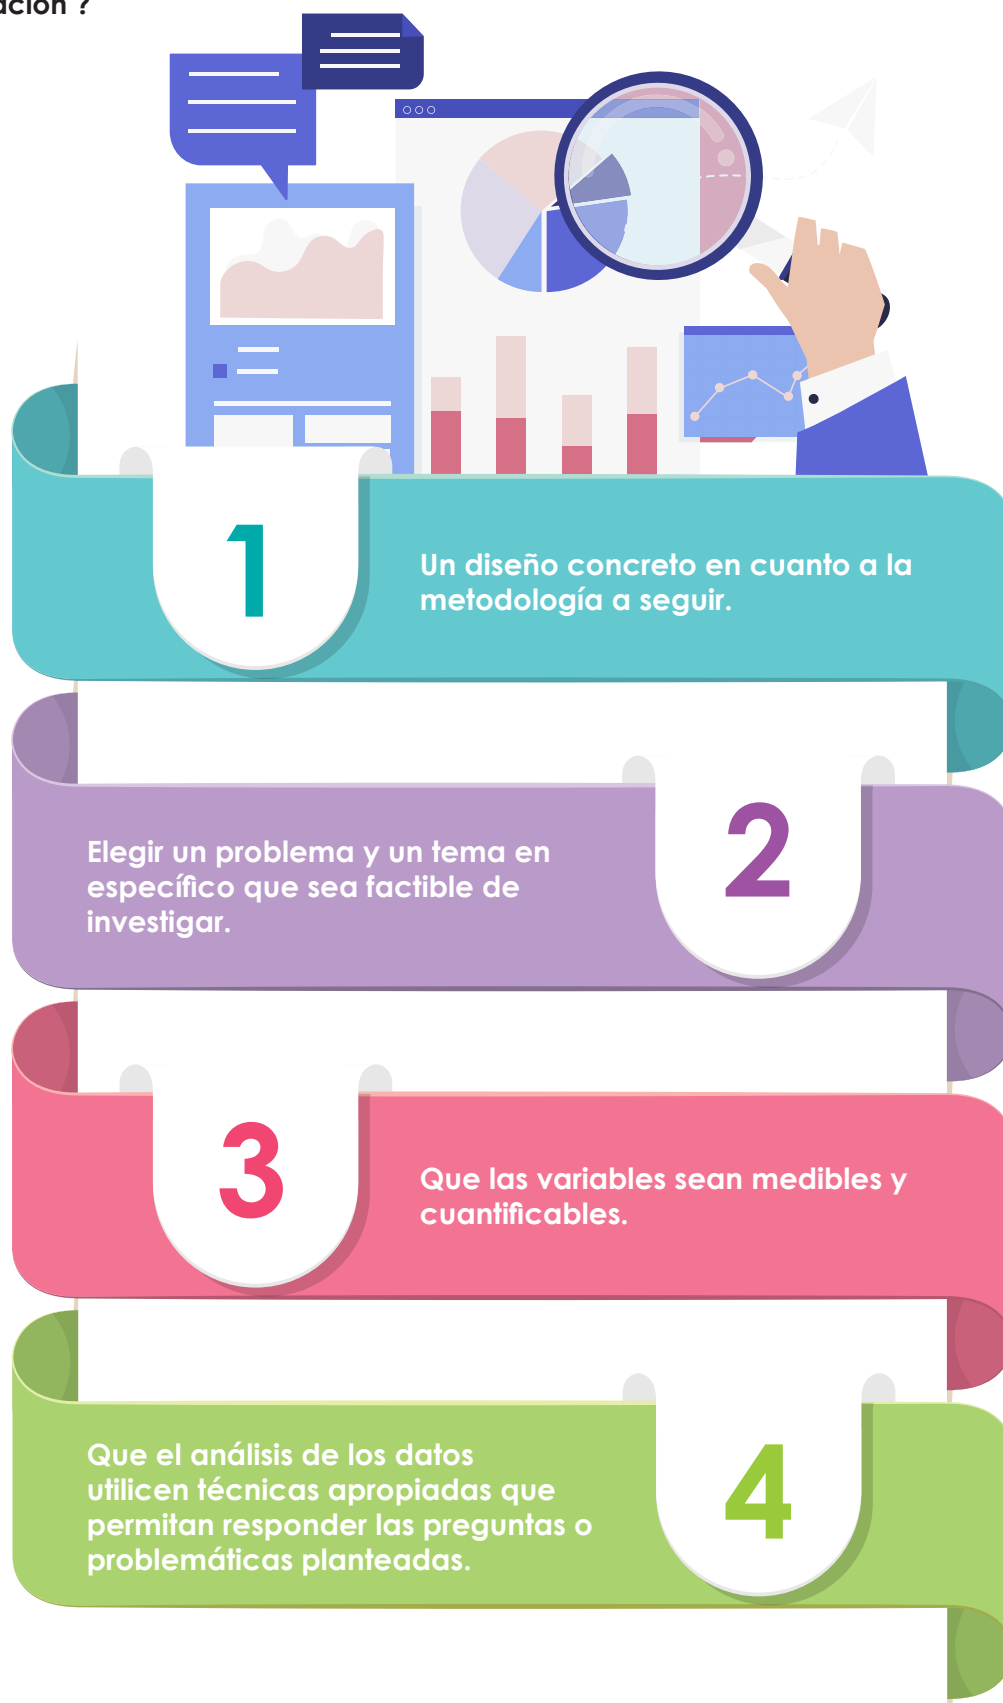 ación ?
1
Un diseño concreto en cuanto a la
metodología a seguir.
2
Elegir un problema y un tema en
específico que sea factible de
investigar.
3
Que las variables sean medibles y
cuantificables.
4
Que el análisis de los datos
utilicen técnicas apropiadas que
permitan responder las preguntas o
problemáticas planteadas.